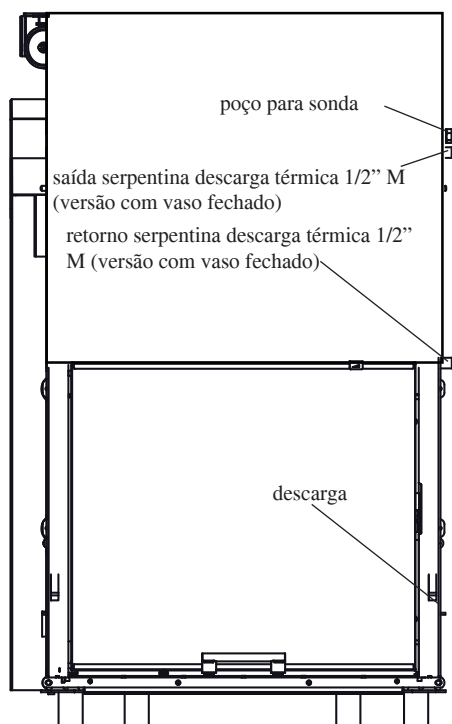 poço para sonda
saída serpentina descarga térmica 1/2” M
(versão com vaso fechado)
retorno serpentina descarga térmica 1/2”
M (versão com vaso fechado)
descarga